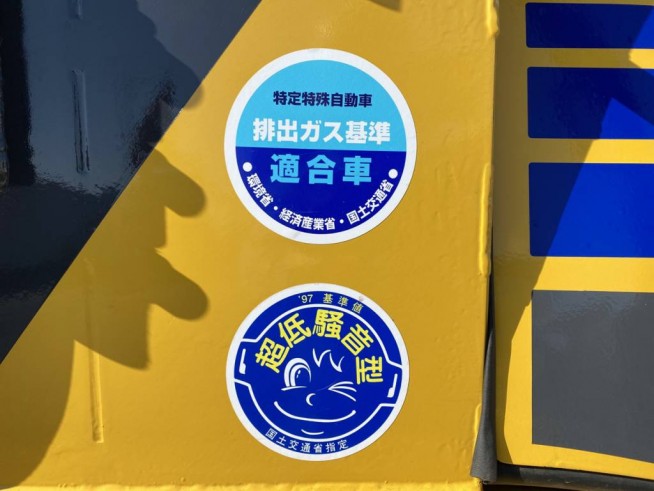 特定特殊自動車
排出ガス基準
適合車
環境省・経済産業省・国土交通省
'97 基準値
超低騒音型
国土交通省指定